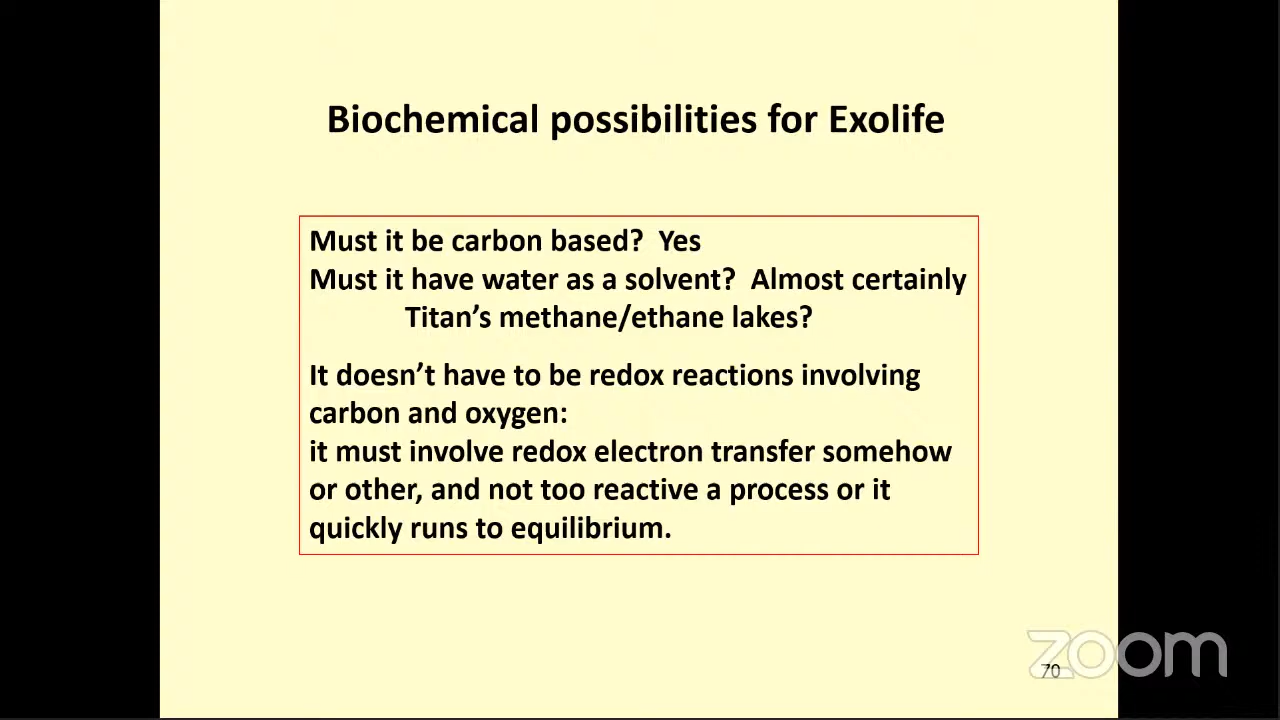 Biochemical possibilities for Exolife
Must it be carbon based?  Yes
Must it have water as a solvent?  Almost certainly
Titan’s methane/ethane lakes?
It doesn’t have to be redox reactions involving
carbon and oxygen:
it must involve redox electron transfer somehow
or other, and not too reactive a process or it
quickly runs to equilibrium.
zoom
70